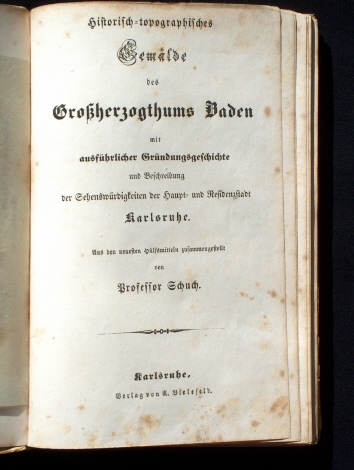 Historisch-topographisches
Gemälde
des
Großherzogthums Baden
mit
ausführlicher Gründungsgeschichte
und Beschreibung
der Sehenswürdigkeiten der Haupt- und Residenzstadt
Karlsruhe.
Aus den neuesten Hülfsmitteln zusammengestellt
von
Professor Schuch.
Karlsruhe.
Verlag von A. Bielefeld.